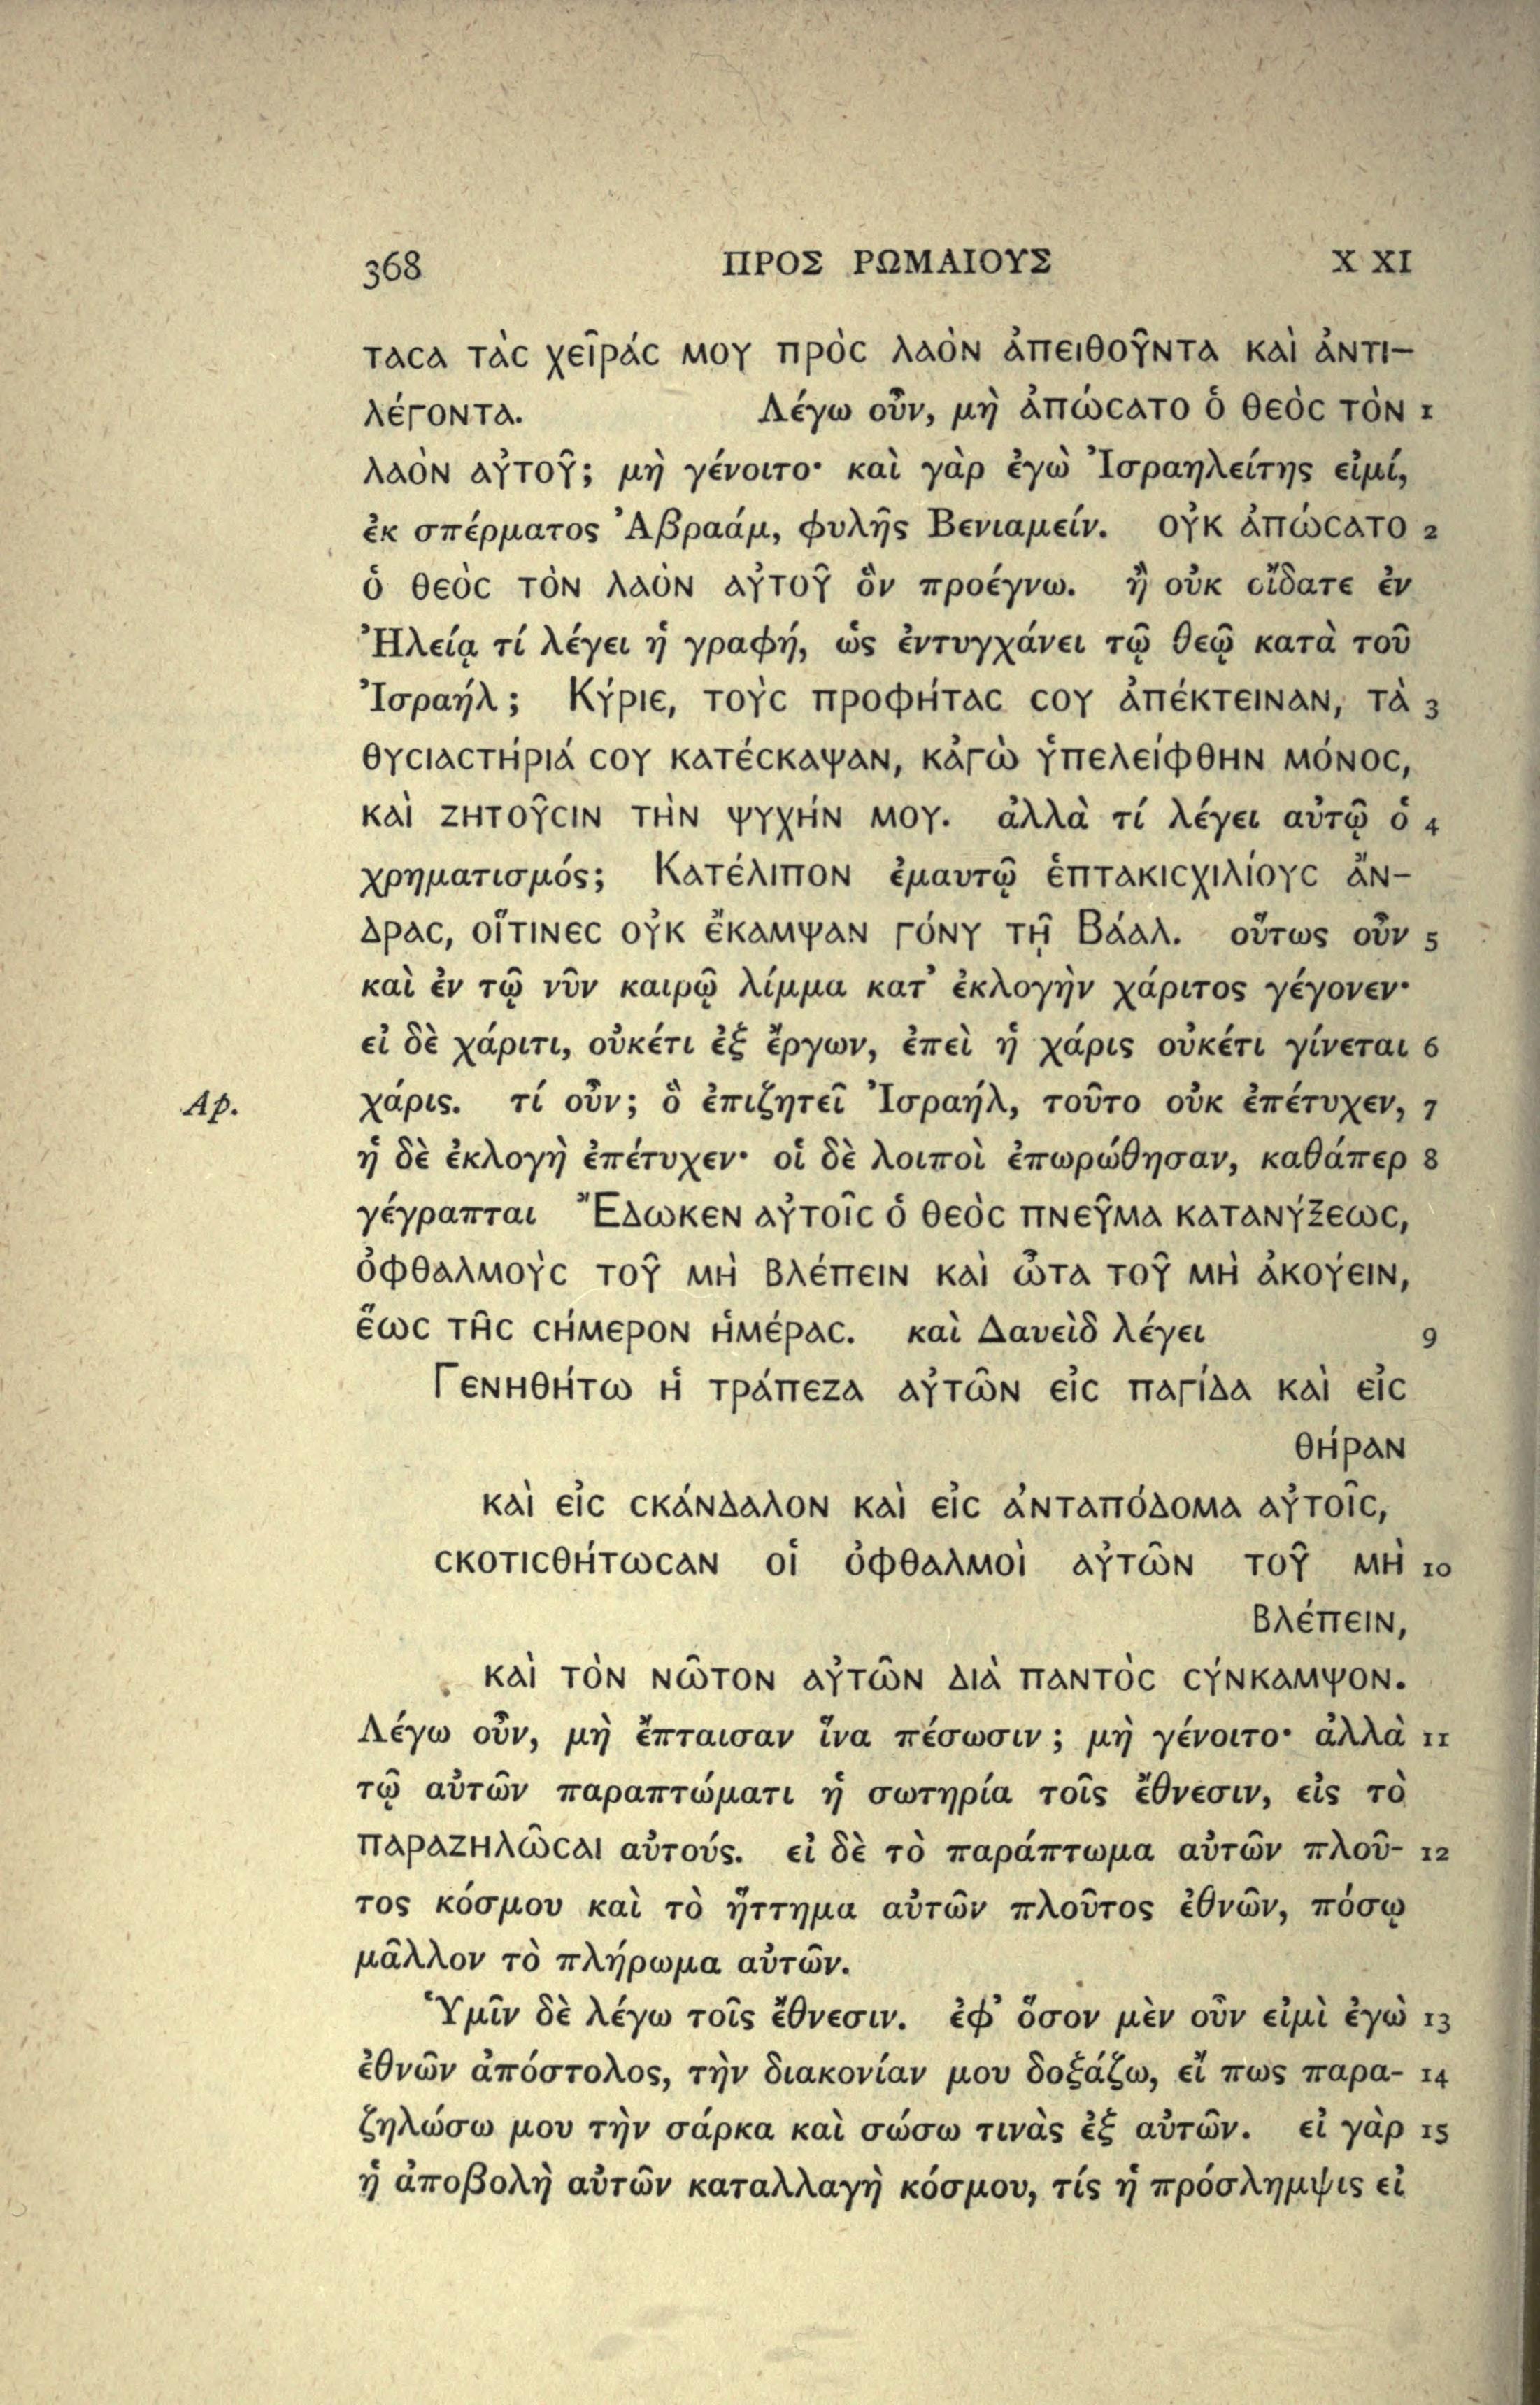 368 ΠΡΟΣ ΡΩΜΑΙΟΥΣ X XI
ταϲα τὰϲ χεῖράϲ μου πρὸϲ λαὸν ἀπειθοῦντα καὶ ἀντι-
λέγοντα. Λέγω οὖν, μὴ ἀπώϲατο ὁ θεὸϲ τὸν 1
λαὸν αὐτοῦ; μὴ γένοιτο· καὶ γὰρ ἐγὼ Ἰσραηλείτης εἰμί,
ἐκ σπέρματος Ἀβραάμ, φυλῆς Βενιαμείν. οὐκ ἀπώϲατο 2
ὁ θεὸϲ τὸν λαὸν αὐτοῦ ὃν προέγνω. ἢ οὐκ οἴδατε ἐν
Ἠλείᾳ τί λέγει ἡ γραφή, ὡς ἐντυγχάνει τῷ θεῷ κατὰ τοῦ
Ἰσραήλ; Κύριε, τοὺϲ προφήταϲ ϲου ἀπέκτειναν, τὰ 3
θυϲιαϲτήριά ϲου κατέϲκαψαν, κἀγὼ ὑπελείφθην μόνοϲ,
καὶ ζητοῦϲιν τὴν ψυχήν μου. ἀλλὰ τί λέγει αὐτῷ ὁ 4
χρηματισμός; Κατέλιπον ἐμαυτῷ ἑπτακιϲχιλίουϲ ἄν-
δραϲ, οἵτινεϲ οὐκ ἔκαμψαν γόνυ τῇ Βάαλ. οὕτως οὖν 5
καὶ ἐν τῷ νῦν καιρῷ λίμμα κατ᾽ ἐκλογὴν χάριτος γέγονεν·
εἰ δὲ χάριτι, οὐκέτι ἐξ ἔργων, ἐπεὶ ἡ χάρις οὐκέτι γίνεται 6
Ap. χάρις. τί οὖν; ὃ ἐπιζητεῖ Ἰσραήλ, τοῦτο οὐκ ἐπέτυχεν, 7
ἡ δὲ ἐκλογὴ ἐπέτυχεν· οἱ δὲ λοιποὶ ἐπωρώθησαν, καθάπερ 8
γέγραπται Ἔδωκεν αὐτοῖϲ ὁ θεὸϲ πνεῦμα κατανύξεωϲ,
ὀφθαλμοὺϲ τοῦ μὴ βλέπειν καὶ ὦτα τοῦ μὴ ἀκούειν,
ἕωϲ τῆϲ ϲήμερον ἡμέραϲ. καὶ Δαυεὶδ λέγει 9
Γενηθήτω ἡ τράπεζα αὐτῶν εἰϲ παγίδα καὶ εἰϲ
θήραν
καὶ εἰϲ ϲκάνδαλον καὶ εἰϲ ἀνταπόδομα αὐτοῖϲ,
ϲκοτιϲθήτωϲαν οἱ ὀφθαλμοὶ αὐτῶν τοῦ μὴ 10
βλέπειν,
καὶ τὸν νῶτον αὐτῶν διὰ παντὸϲ ϲύνκαμψον.
Λέγω οὖν, μὴ ἔπταισαν ἵνα πέσωσιν; μὴ γένοιτο· ἀλλὰ 11
τῷ αὐτῶν παραπτώματι ἡ σωτηρία τοῖς ἔθνεσιν, εἰς τὸ
παραζηλῶϲαι αὐτούς. εἰ δὲ τὸ παράπτωμα αὐτῶν πλοῦ- 12
τος κόσμου καὶ τὸ ἥττημα αὐτῶν πλοῦτος ἐθνῶν, πόσῳ
μᾶλλον τὸ πλήρωμα αὐτῶν.
Ὑμῖν δὲ λέγω τοῖς ἔθνεσιν. ἐφ᾽ ὅσον μὲν οὖν εἰμὶ ἐγὼ 13
ἐθνῶν ἀπόστολος, τὴν διακονίαν μου δοξάζω, εἴ πως παρα- 14
ζηλώσω μου τὴν σάρκα καὶ σώσω τινὰς ἐξ αὐτῶν. εἰ γὰρ 15
ἡ ἀποβολὴ αὐτῶν καταλλαγὴ κόσμου, τίς ἡ πρόσλημψις εἰ